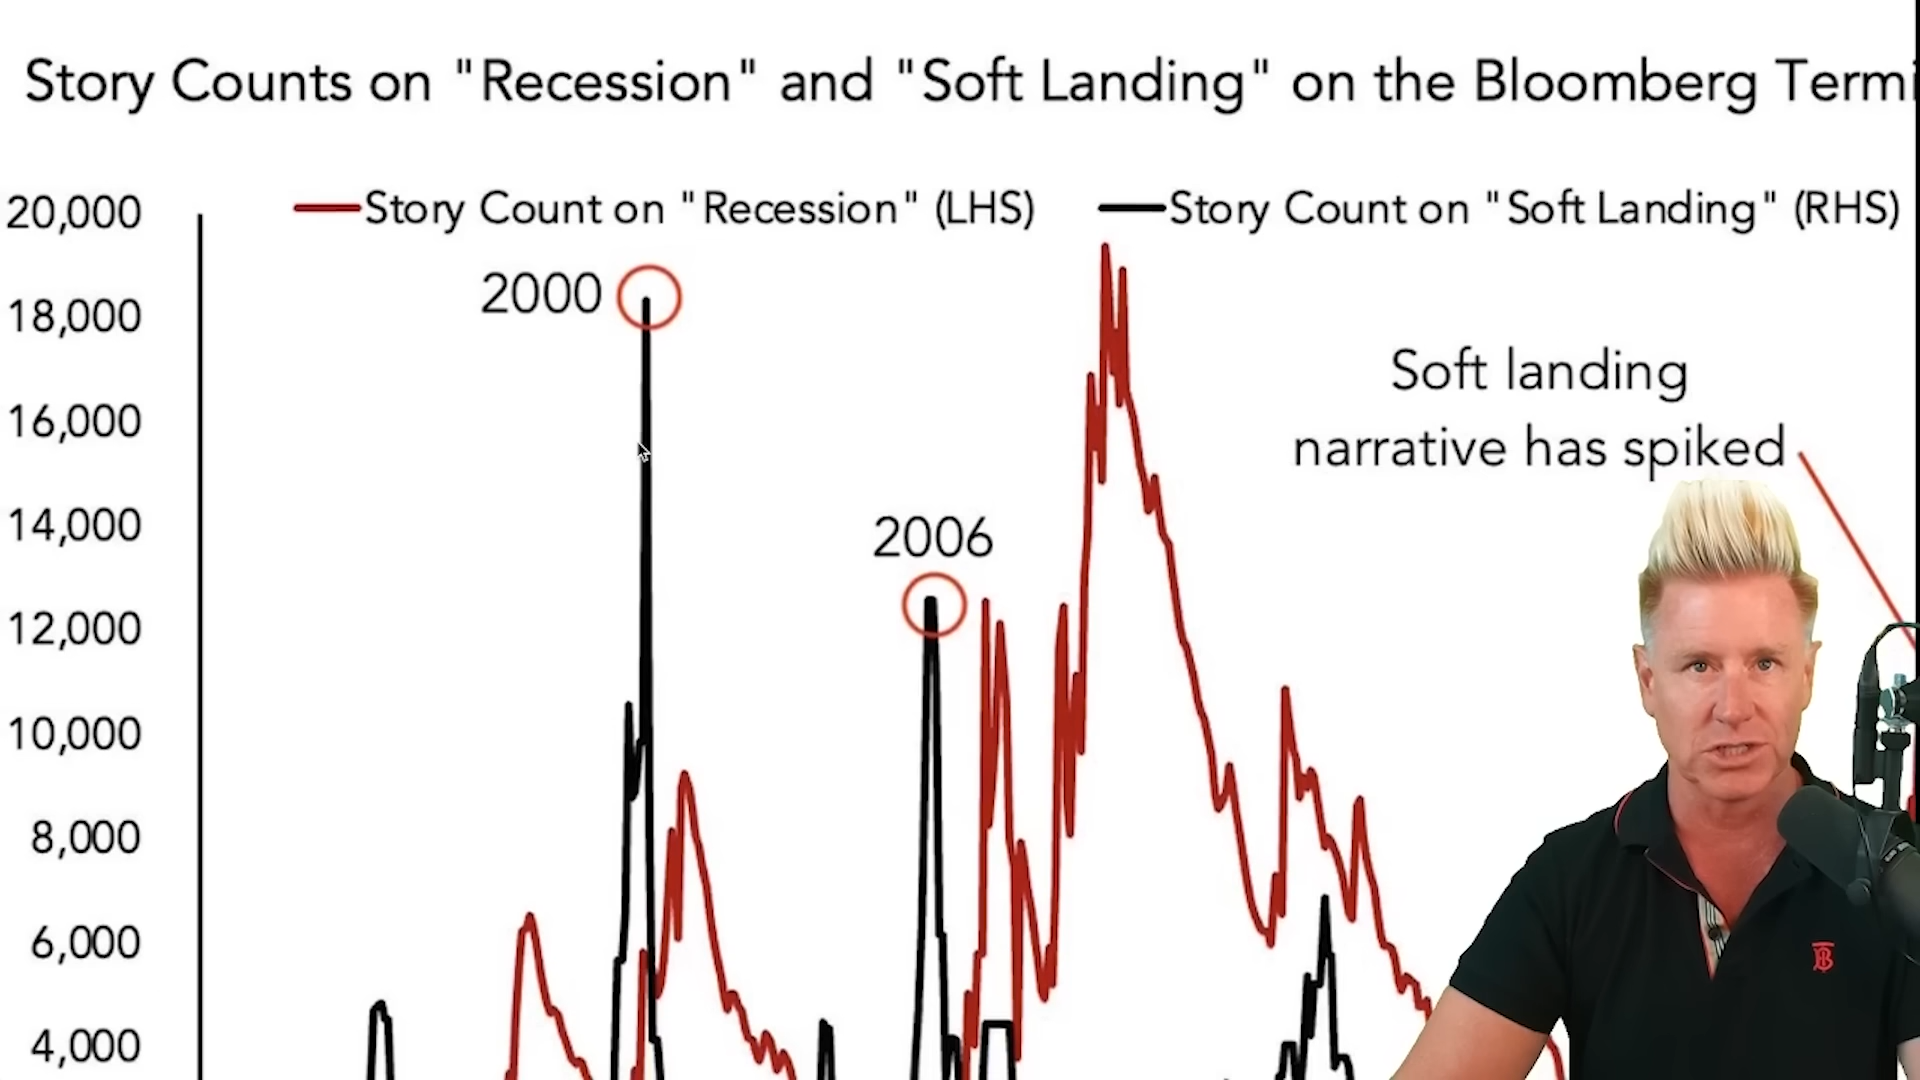 Story Counts on "Recession" and "Soft Landing" on the Bloomberg Termi
Story Count on "Recession" (LHS)
Story Count on "Soft Landing" (RHS)
20,000
18,000
16,000
14,000
12,000
10,000
8,000
6,000
4,000
2000
2006
Soft landing
narrative has spiked